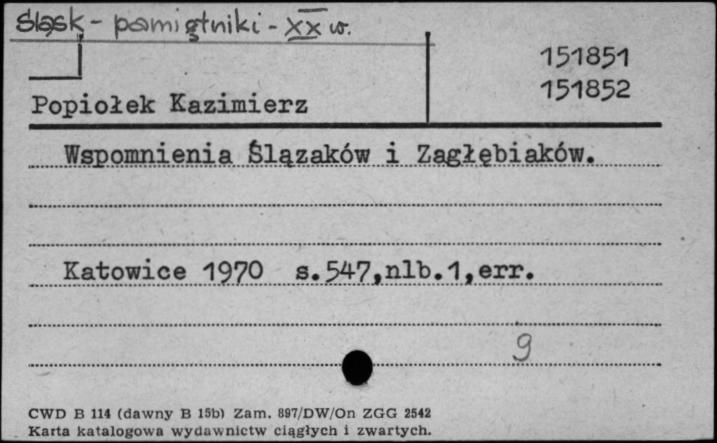 Śląsk - pamiętniki - XX w.
151851
151852
Popiołek Kazimierz
Wspomnienia Ślązaków i Zagłębiaków.
Katowice 1970 s.547,nlb.1,err.
9
CWD B 114 (dawny B 15b) Zam. 897/DW/On ZGG 2542
Karta katalogowa wydawnictw ciągłych i zwartych.